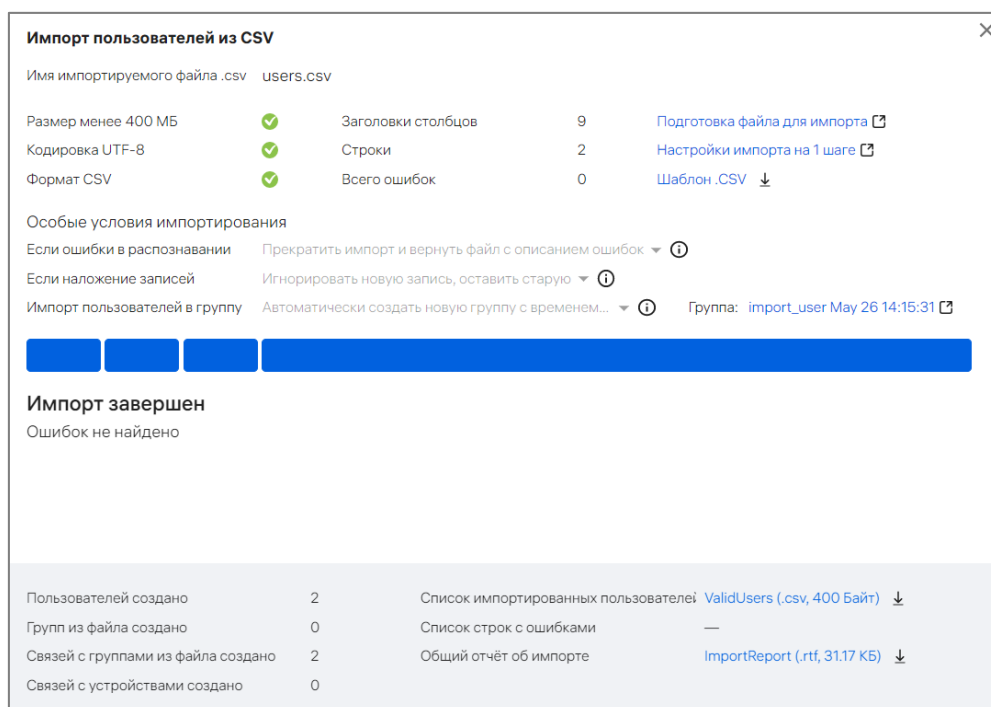 Импорт пользователей из CSV
Имя импортируемого файла .csv users.csv
Размер менее 400 МБ Заголовки столбцов 9 Подготовка файла для импорта
Кодировка UTF-8 Строки 2 Настройки импорта на 1 шаге
Формат CSV Всего ошибок 0 Шаблон .CSV
Особые условия импортирования
Если ошибки в распознавании Прекратить импорт и вернуть файл с описанием ошибок
Если наложение записей Игнорировать новую запись, оставить старую
Импорт пользователей в группу Автоматически создать новую группу с временем... Группа: import_user May 26 14:15:31
Импорт завершен
Ошибок не найдено
Пользователей создано 2 Список импортированных пользователей ValidUsers (.csv, 400 Байт)
Групп из файла создано 0 Список строк с ошибками —
Связей с группами из файла создано 2 Общий отчёт об импорте ImportReport (.rtf, 31.17 КБ)
Связей с устройствами создано 0